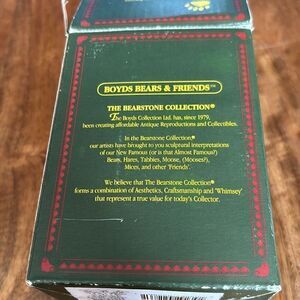 BOYDS BEARS & FRIENDS™
THE BEARSTONE COLLECTION®
The Boyds Collection Ltd. has, since 1979,
been creating affordable Antique Reproductions and Collectibles.
In the Bearstone Collection,®
our artists have brought to you sculptural interpretations
of our New Famous (or is that Almost Famous?)
Bears, Hares, Tabbies, Moose, (Mooses?),
Mices, and other 'Friends'.
We believe that The Bearstone Collection®
forms a combination of Aesthetics, Craftsmanship and 'Whimsey'
that represent a true value for today's Collector.